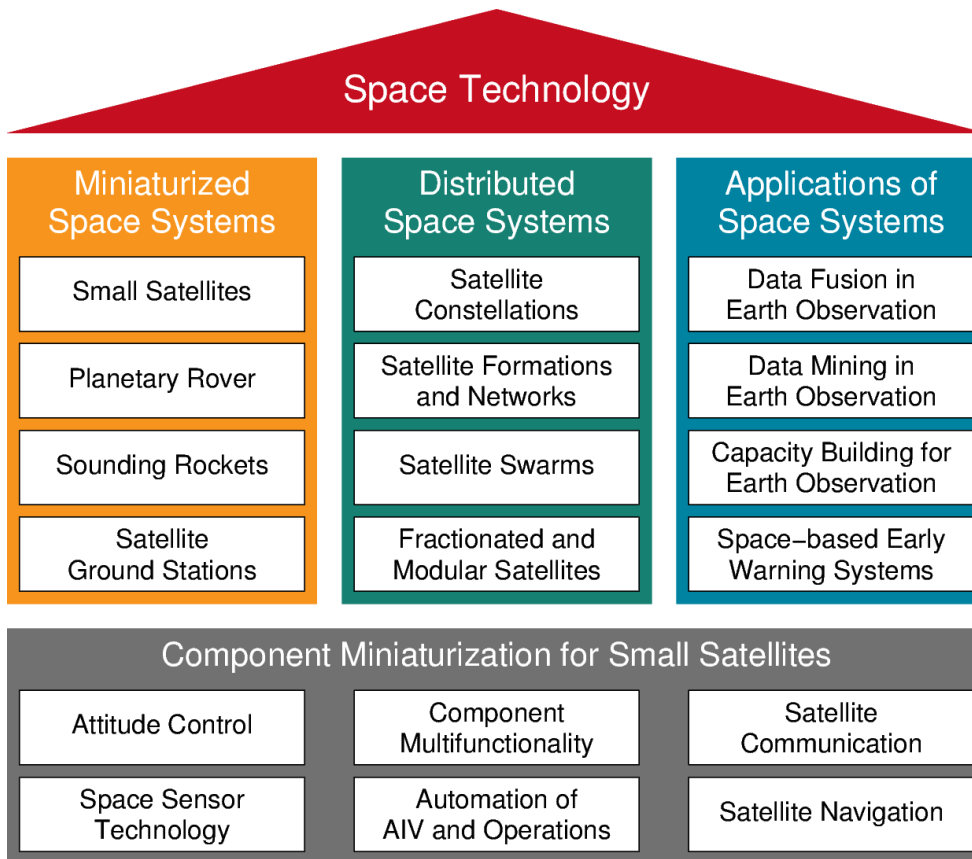 Space Technology
Miniaturized
Space Systems
Small Satellites
Planetary Rover
Sounding Rockets
Satellite
Ground Stations
Distributed
Space Systems
Satellite
Constellations
Satellite Formations
and Networks
Satellite Swarms
Fractionated and
Modular Satellites
Applications of
Space Systems
Data Fusion in
Earth Observation
Data Mining in
Earth Observation
Capacity Building for
Earth Observation
Space−based Early
Warning Systems
Component Miniaturization for Small Satellites
Attitude Control
Component
Multifunctionality
Satellite
Communication
Space Sensor
Technology
Automation of
AIV and Operations
Satellite Navigation